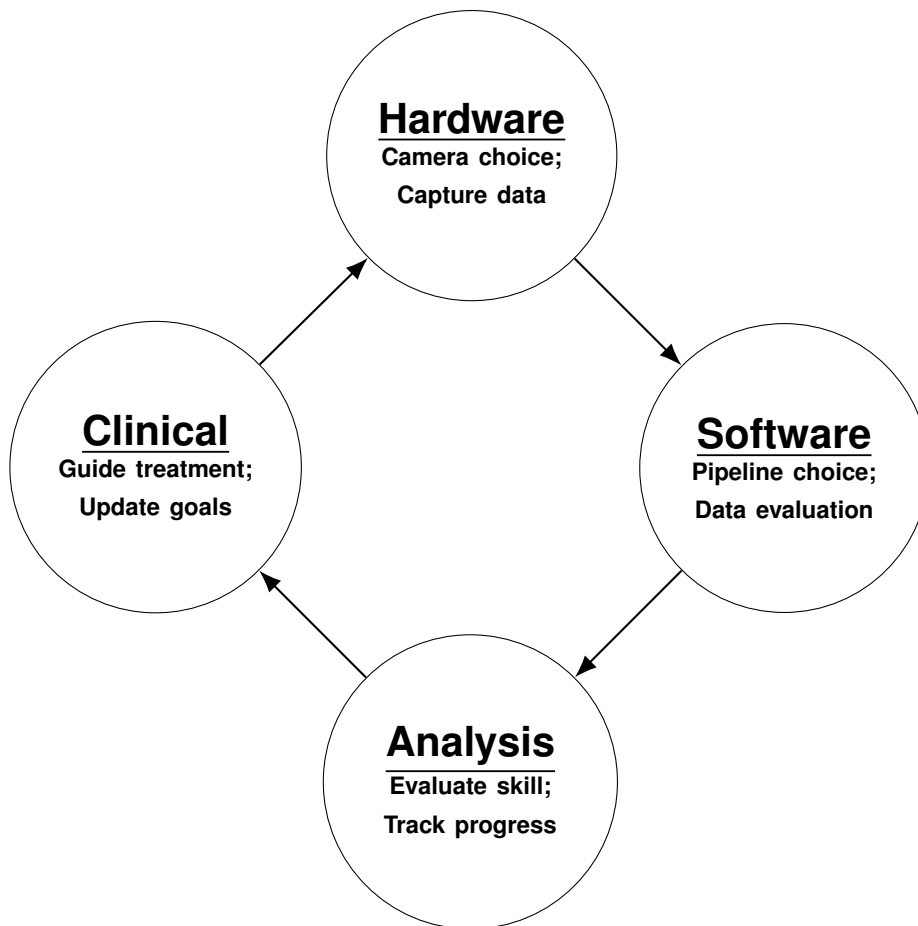 Hardware
Camera choice;
Capture data
Clinical
Guide treatment;
Update goals
Software
Pipeline choice;
Data evaluation
Analysis
Evaluate skill;
Track progress